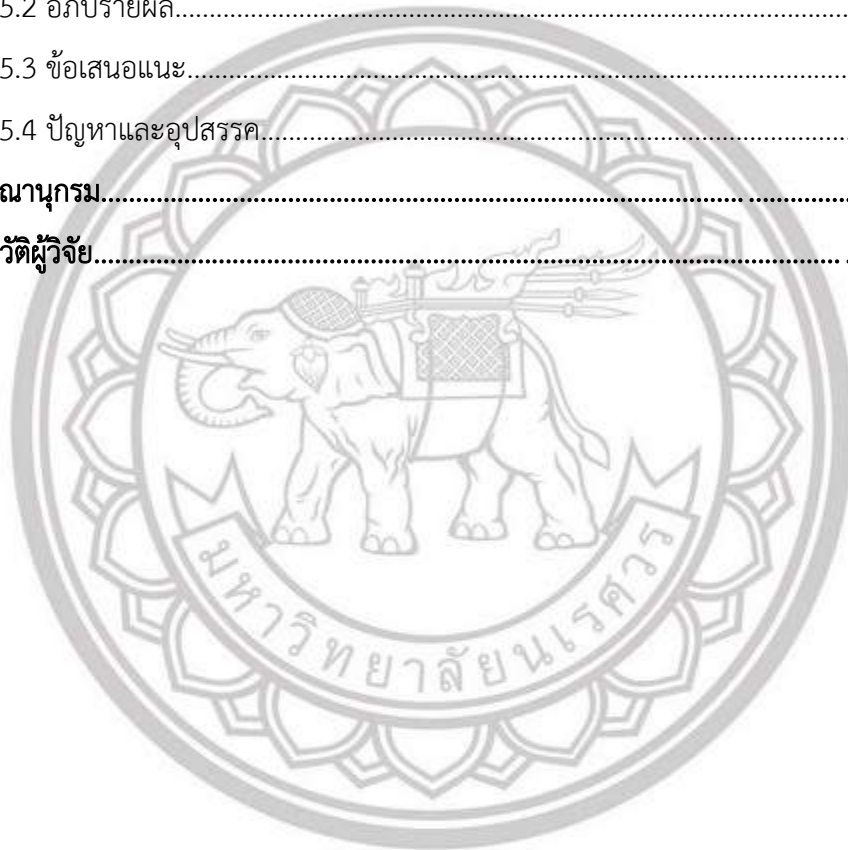 5.2 อภิปรายผล................................................................................................
5.3 ข้อเสนอแนะ................................................................................................
5.4 ปัญหาและอุปสรรค........................................................................................
ณานุกรม................................................................................ .............
วัติผู้วิจัย............................................................................................ .
มหาวิทยาลัยนเรศวร